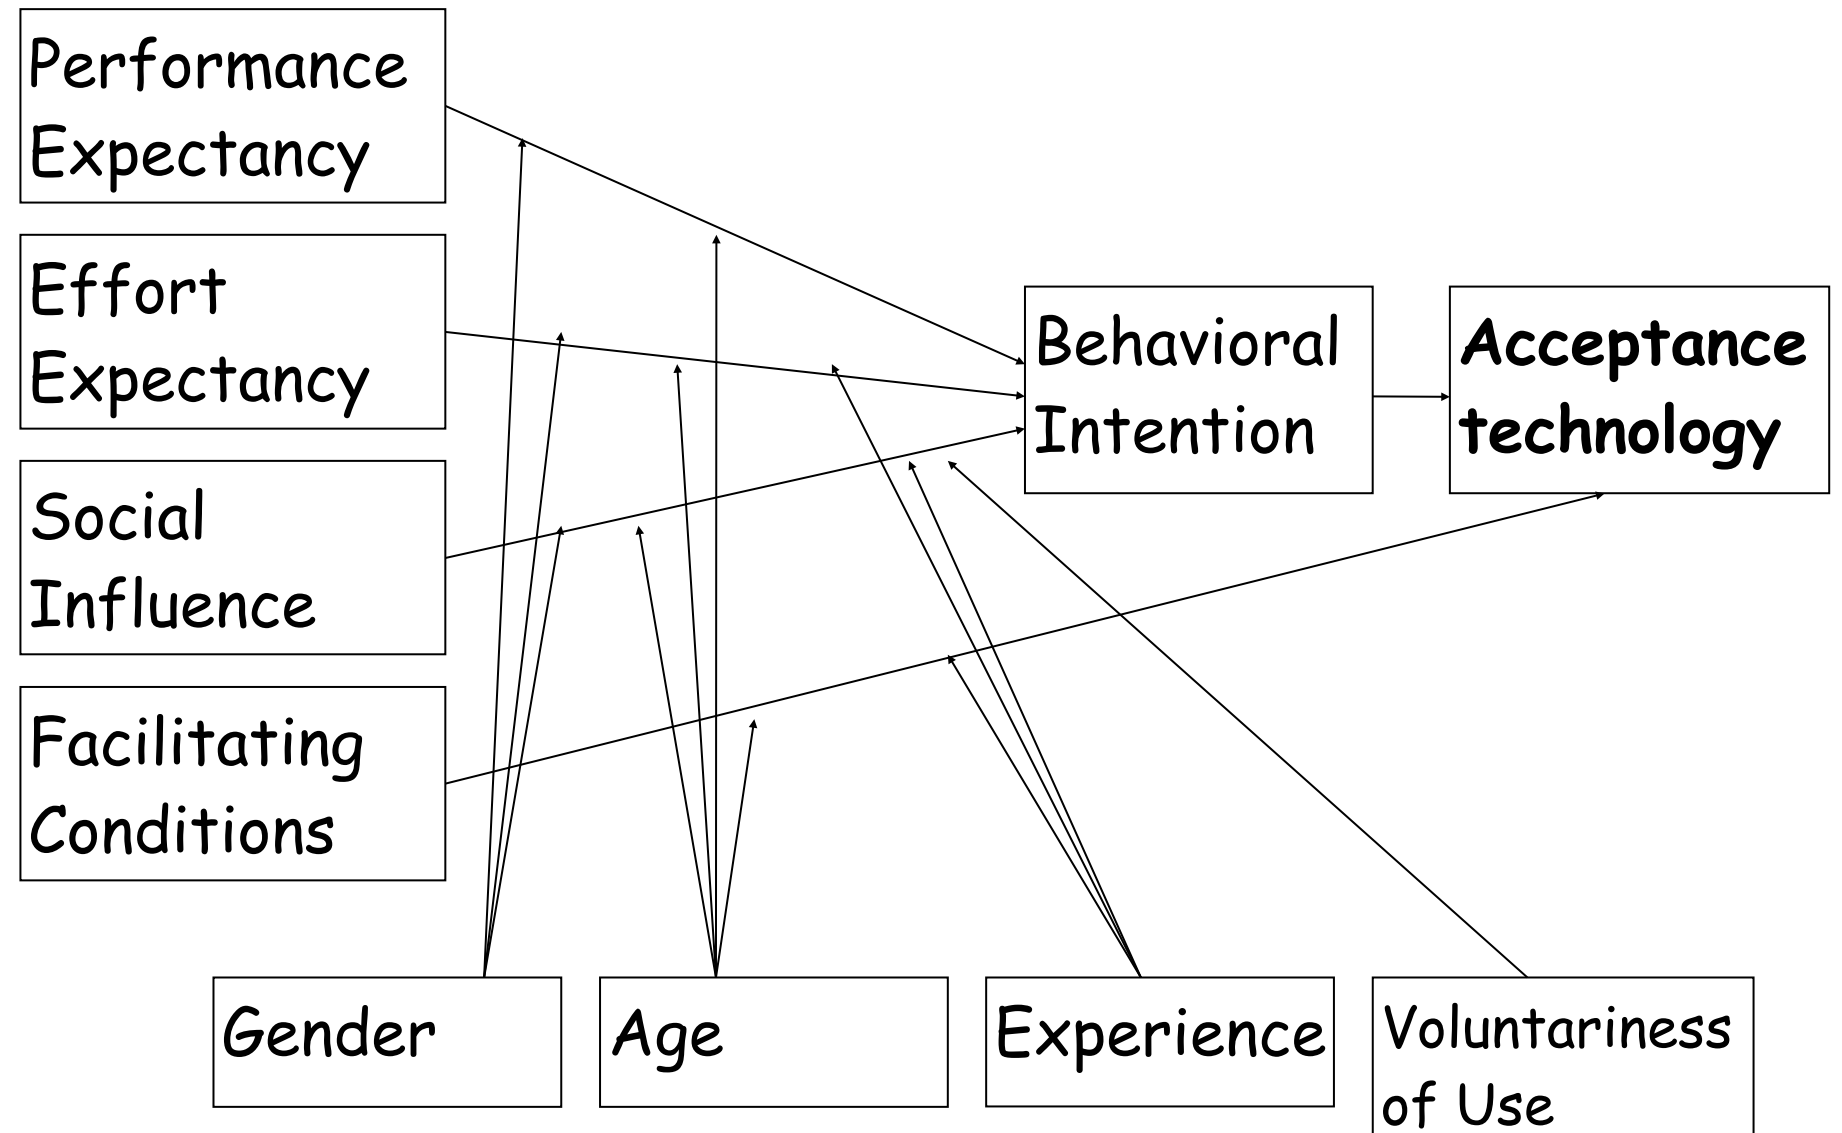 Performance
Expectancy
Effort
Expectancy
Social
Influence
Facilitating
Conditions
Behavioral
Intention
Acceptance
technology
Gender
Age
Experience
Voluntariness
of Use